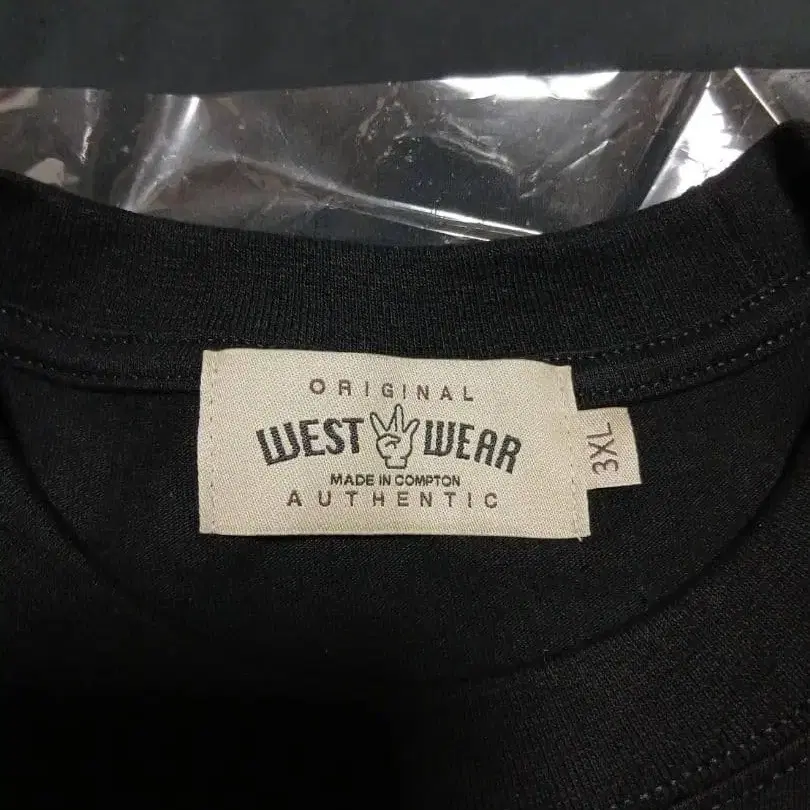 ORIGINAL
WEST WEAR
MADE IN COMPTON
AUTHENTIC
3XL